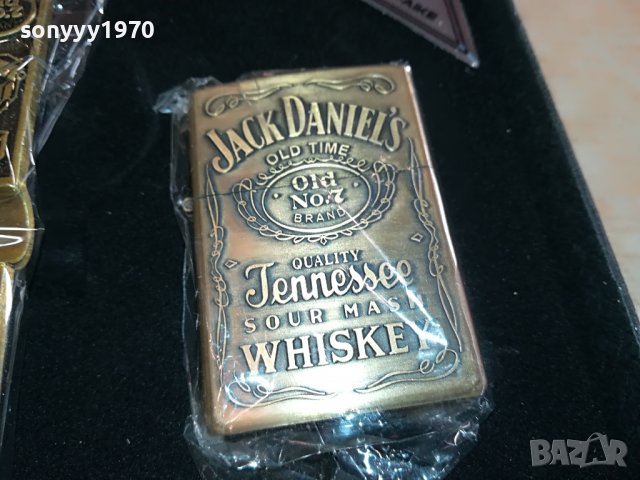 sonyyy1970
JACK DANIEL'S
OLD TIME
Old
No.7
BRAND
QUALITY
Tennessee
SOUR MASH
WHISKEY
BAZAR